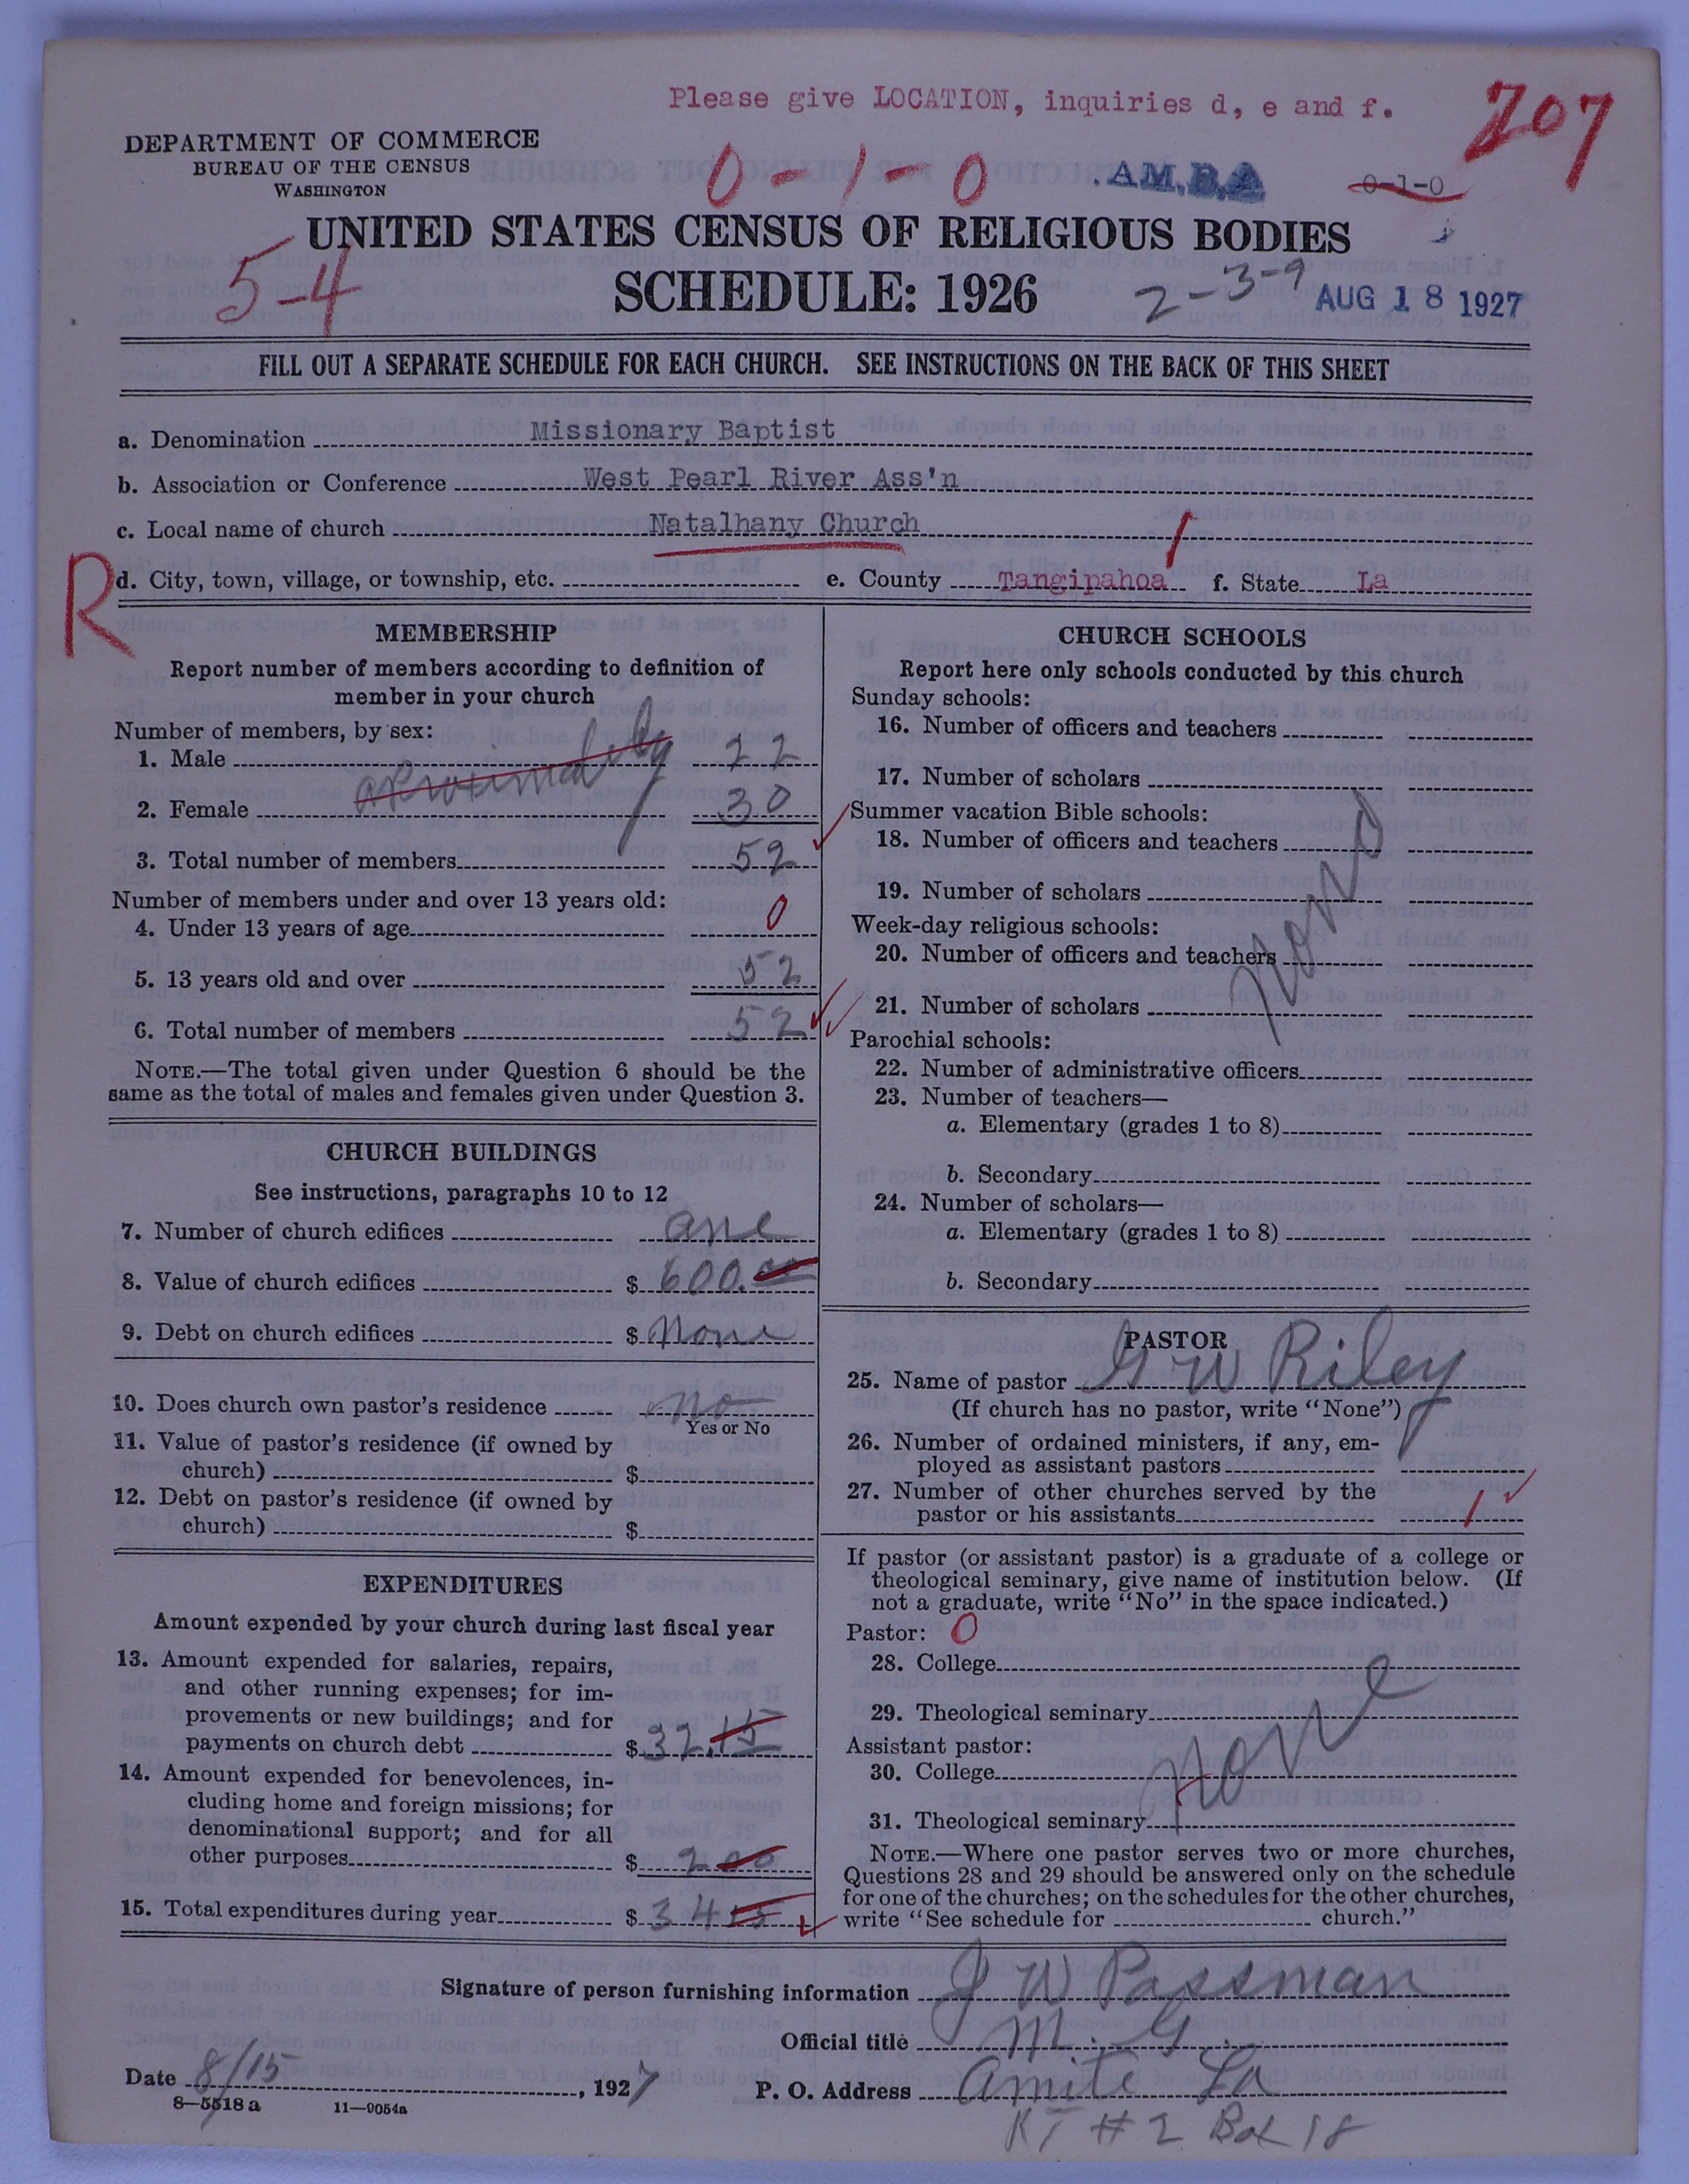 Please give LOCATION, inquiries d, e and f.
207
DEPARTMENT OF COMMERCE
BUREAU OF THE CENSUS
WASHINGTON
0-1-0
A.M.B.A
0-1-0
UNITED STATES CENSUS OF RELIGIOUS BODIES
5-4
SCHEDULE: 1926
2-3-9
AUG 18 1927
FILL OUT A SEPARATE SCHEDULE FOR EACH CHURCH. SEE INSTRUCTIONS ON THE BACK OF THIS SHEET
a. Denomination Missionary Baptist
b. Association or Conference West Pearl River Ass'n
c. Local name of church Natalhany Church
R
d. City, town, village, or township, etc. e. County Tangipahoa f. State La
MEMBERSHIP
Report number of members according to definition of
member in your church
Number of members, by sex:
1. Male 22
2. Female 30
3. Total number of members 52
Number of members under and over 13 years old:
4. Under 13 years of age 0
5. 13 years old and over 52
6. Total number of members 52
NOTE.—The total given under Question 6 should be the
same as the total of males and females given under Question 3.
CHURCH BUILDINGS
See instructions, paragraphs 10 to 12
7. Number of church edifices one
8. Value of church edifices $ 600.00
9. Debt on church edifices $ None
10. Does church own pastor's residence no
Yes or No
11. Value of pastor's residence (if owned by
church) $
12. Debt on pastor's residence (if owned by
church) $
EXPENDITURES
Amount expended by your church during last fiscal year
13. Amount expended for salaries, repairs,
and other running expenses; for im-
provements or new buildings; and for
payments on church debt $ 32.15
14. Amount expended for benevolences, in-
cluding home and foreign missions; for
denominational support; and for all
other purposes $ 2 00
15. Total expenditures during year $ 34 15
CHURCH SCHOOLS
Report here only schools conducted by this church
Sunday schools:
16. Number of officers and teachers
17. Number of scholars
Summer vacation Bible schools:
18. Number of officers and teachers
19. Number of scholars
Week-day religious schools:
20. Number of officers and teachers
21. Number of scholars
Parochial schools:
22. Number of administrative officers
23. Number of teachers—
a. Elementary (grades 1 to 8)
b. Secondary
24. Number of scholars—
a. Elementary (grades 1 to 8)
b. Secondary
PASTOR
25. Name of pastor G W Riley
(If church has no pastor, write "None")
26. Number of ordained ministers, if any, em-
ployed as assistant pastors
27. Number of other churches served by the
pastor or his assistants 1
If pastor (or assistant pastor) is a graduate of a college or
theological seminary, give name of institution below. (If
not a graduate, write "No" in the space indicated.)
Pastor: 0
28. College
29. Theological seminary
Assistant pastor:
None
30. College
31. Theological seminary
NOTE.—Where one pastor serves two or more churches,
Questions 28 and 29 should be answered only on the schedule
for one of the churches; on the schedules for the other churches,
write "See schedule for church."
Signature of person furnishing information J W Passman
Official title M. G.
Date 8/15, 1927
P. O. Address Amite La
8—5518a 11—9054a
RT #2 Box 18